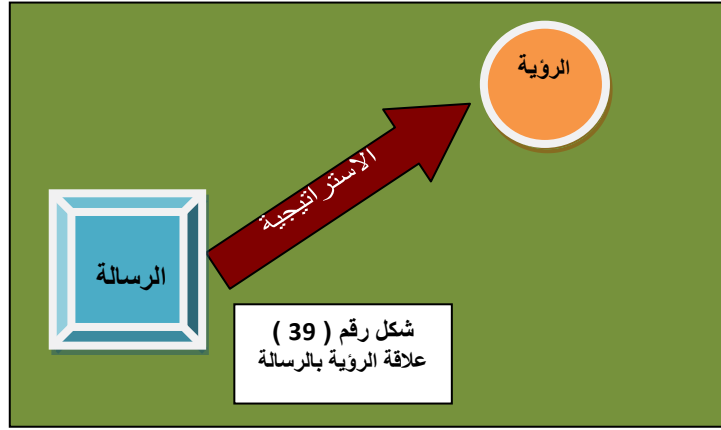 الرؤية
الاستراتيجية
الرسالة
شكل رقم ( 39 )
علاقة الرؤية بالرسالة